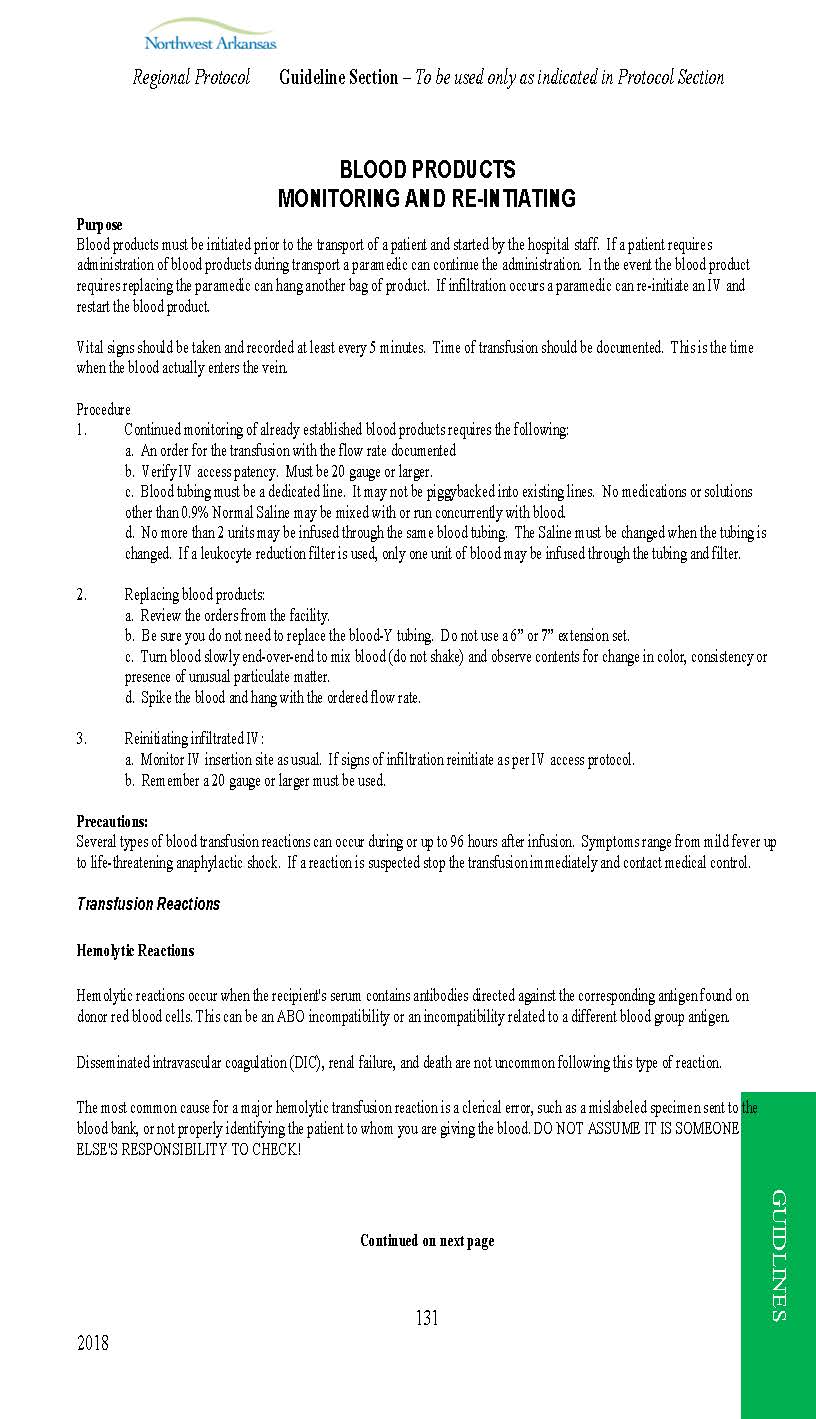 Northwest Arkansas
Regional Protocol Guideline Section – To be used only as indicated in Protocol Section
BLOOD PRODUCTS
MONITORING AND RE-INTIATING
Purpose
Blood products must be initiated prior to the transport of a patient and started by the hospital staff. If a patient requires
administration of blood products during transport a paramedic can continue the administration. In the event the blood product
requires replacing the paramedic can hang another bag of product. If infiltration occurs a paramedic can re-initiate an IV and
restart the blood product.
Vital signs should be taken and recorded at least every 5 minutes. Time of transfusion should be documented. This is the time
when the blood actually enters the vein.
Procedure
1. Continued monitoring of already established blood products requires the following:
a. An order for the transfusion with the flow rate documented
b. Verify IV access patency. Must be 20 gauge or larger.
c. Blood tubing must be a dedicated line. It may not be piggybacked into existing lines. No medications or solutions
other than 0.9% Normal Saline may be mixed with or run concurrently with blood.
d. No more than 2 units may be infused through the same blood tubing. The Saline must be changed when the tubing is
changed. If a leukocyte reduction filter is used, only one unit of blood may be infused through the tubing and filter.
2. Replacing blood products:
a. Review the orders from the facility.
b. Be sure you do not need to replace the blood-Y tubing. Do not use a 6” or 7” extension set.
c. Turn blood slowly end-over-end to mix blood (do not shake) and observe contents for change in color, consistency or
presence of unusual particulate matter.
d. Spike the blood and hang with the ordered flow rate.
3. Reinitiating infiltrated IV:
a. Monitor IV insertion site as usual. If signs of infiltration reinitiate as per IV access protocol.
b. Remember a 20 gauge or larger must be used.
Precautions:
Several types of blood transfusion reactions can occur during or up to 96 hours after infusion. Symptoms range from mild fever up
to life-threatening anaphylactic shock. If a reaction is suspected stop the transfusion immediately and contact medical control.
Transfusion Reactions
Hemolytic Reactions
Hemolytic reactions occur when the recipient's serum contains antibodies directed against the corresponding antigen found on
donor red blood cells. This can be an ABO incompatibility or an incompatibility related to a different blood group antigen.
Disseminated intravascular coagulation (DIC), renal failure, and death are not uncommon following this type of reaction.
The most common cause for a major hemolytic transfusion reaction is a clerical error, such as a mislabeled specimen sent to the
blood bank, or not properly identifying the patient to whom you are giving the blood. DO NOT ASSUME IT IS SOMEONE
ELSE'S RESPONSIBILITY TO CHECK!
Continued on next page
GUIDLINES
131
2018